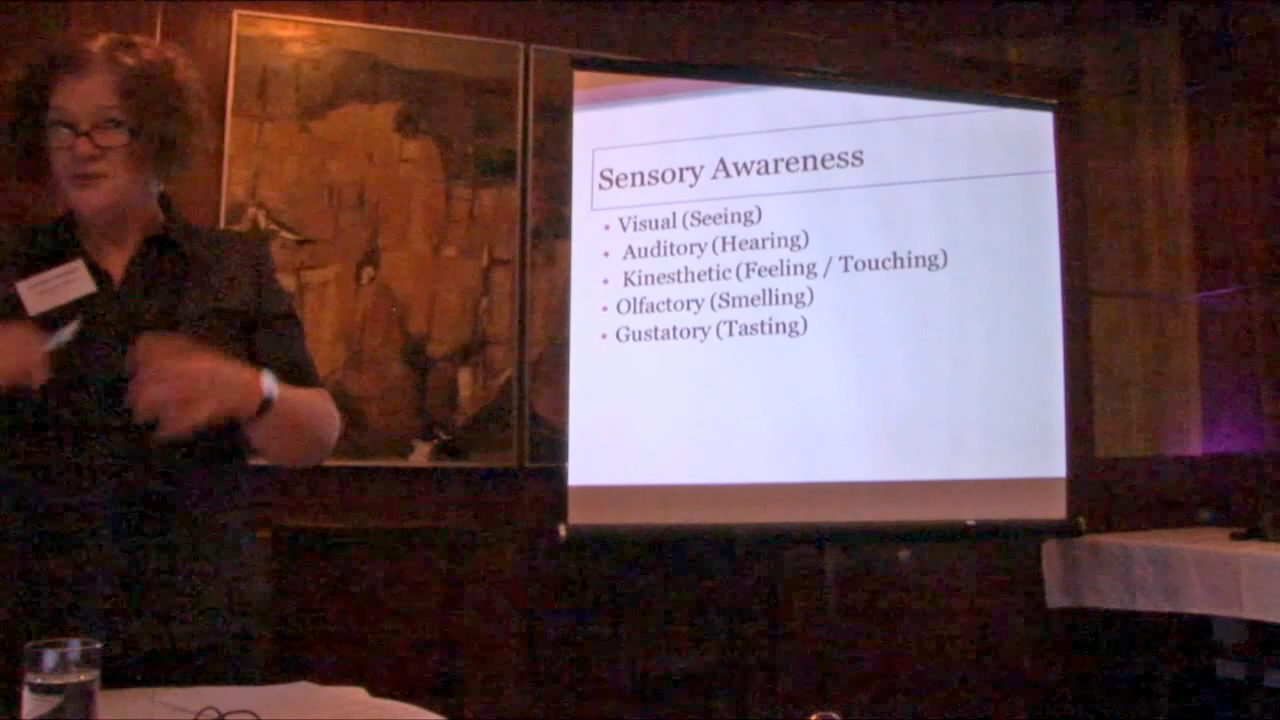 Sensory Awareness
• Visual (Seeing)
• Auditory (Hearing)
• Kinesthetic (Feeling / Touching)
• Olfactory (Smelling)
• Gustatory (Tasting)